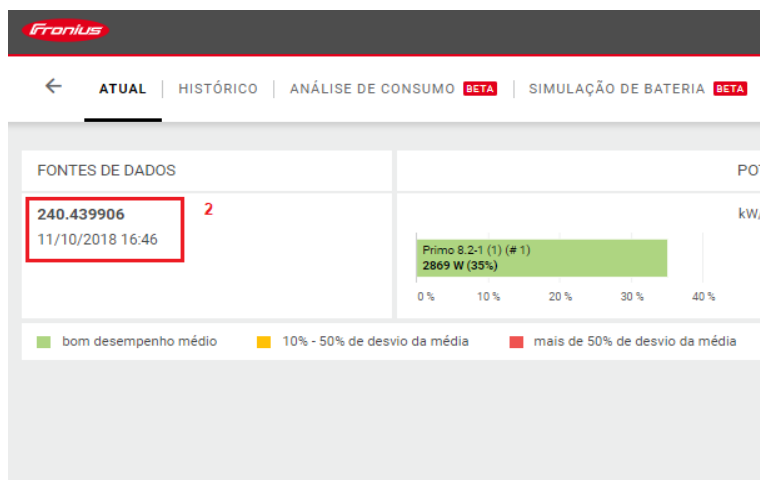 Fronius
ATUAL HISTÓRICO ANÁLISE DE CONSUMO BETA SIMULAÇÃO DE BATERIA BETA
FONTES DE DADOS
240.439906
11/10/2018 16:46
2
Primo 8.2-1 (1) (# 1)
2869 W (35%)
0 % 10 % 20 % 30 % 40 %
bom desempenho médio 10% - 50% de desvio da média mais de 50% de desvio da média